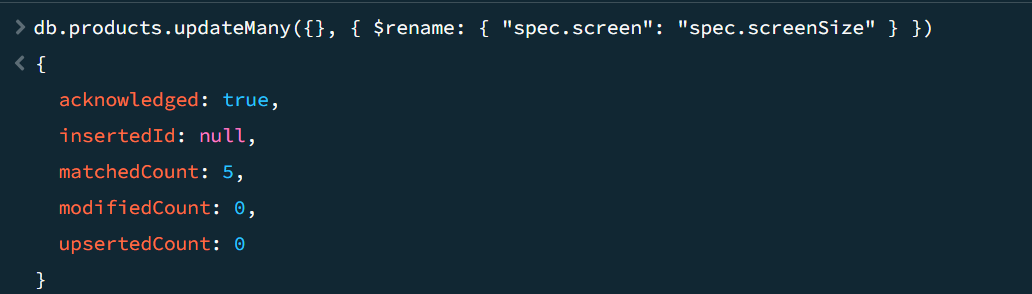 > db.products.updateMany({}, { $rename: { "spec.screen": "spec.screenSize" } })
< {
acknowledged: true,
insertedId: null,
matchedCount: 5,
modifiedCount: 0,
upsertedCount: 0
}